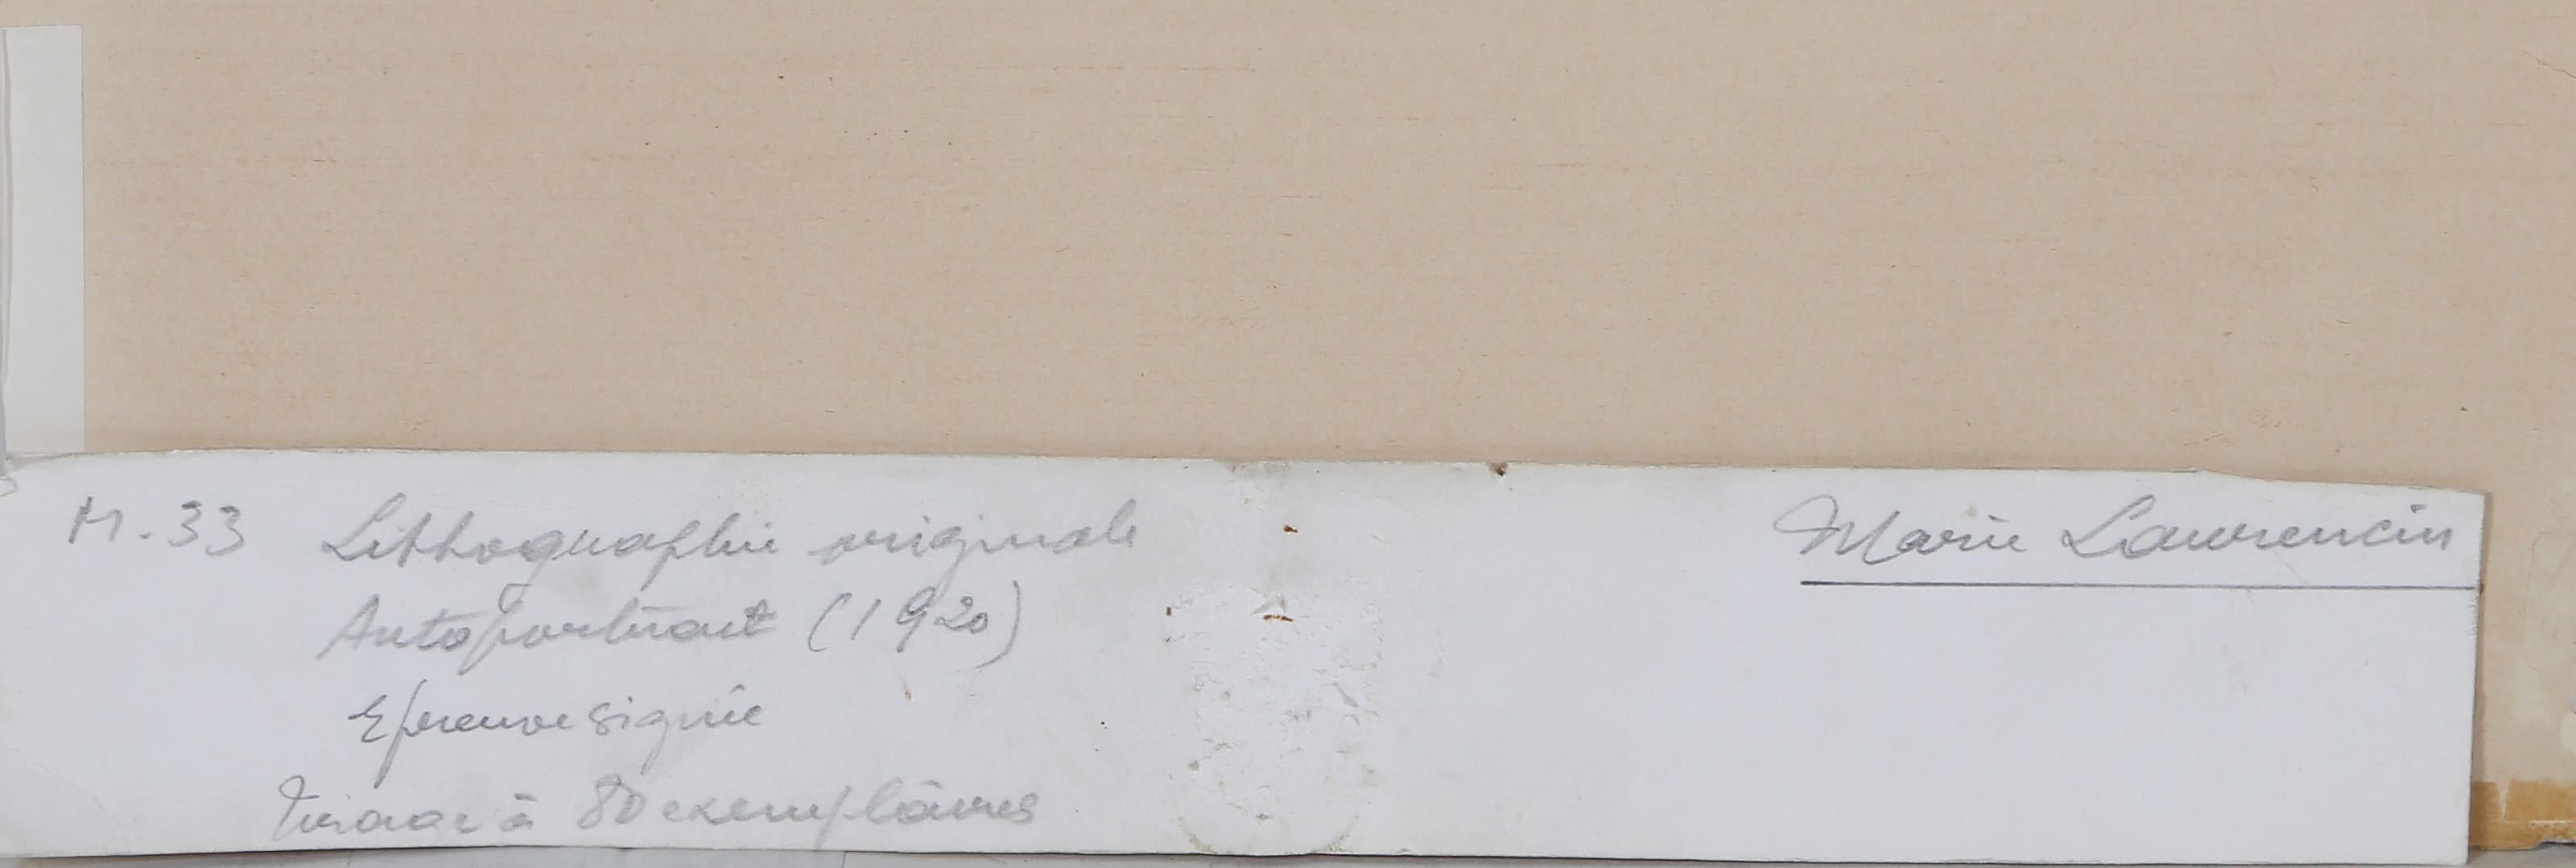 M. 33 Lithographie originale Marie Laurencin
Autoportrait (1920)
Epreuve signée
Tirage à 80 exemplaires